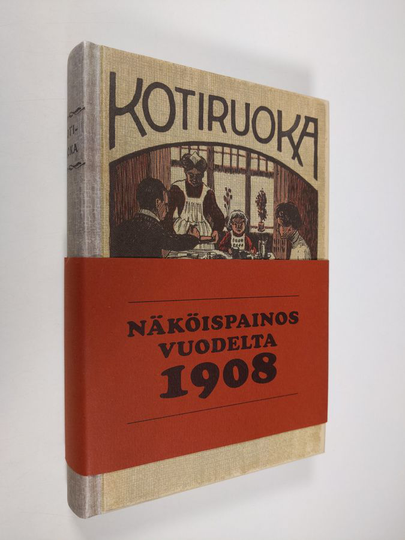 KOTIRUOKA
NÄKÖISPAINOS
VUODELTA
1908